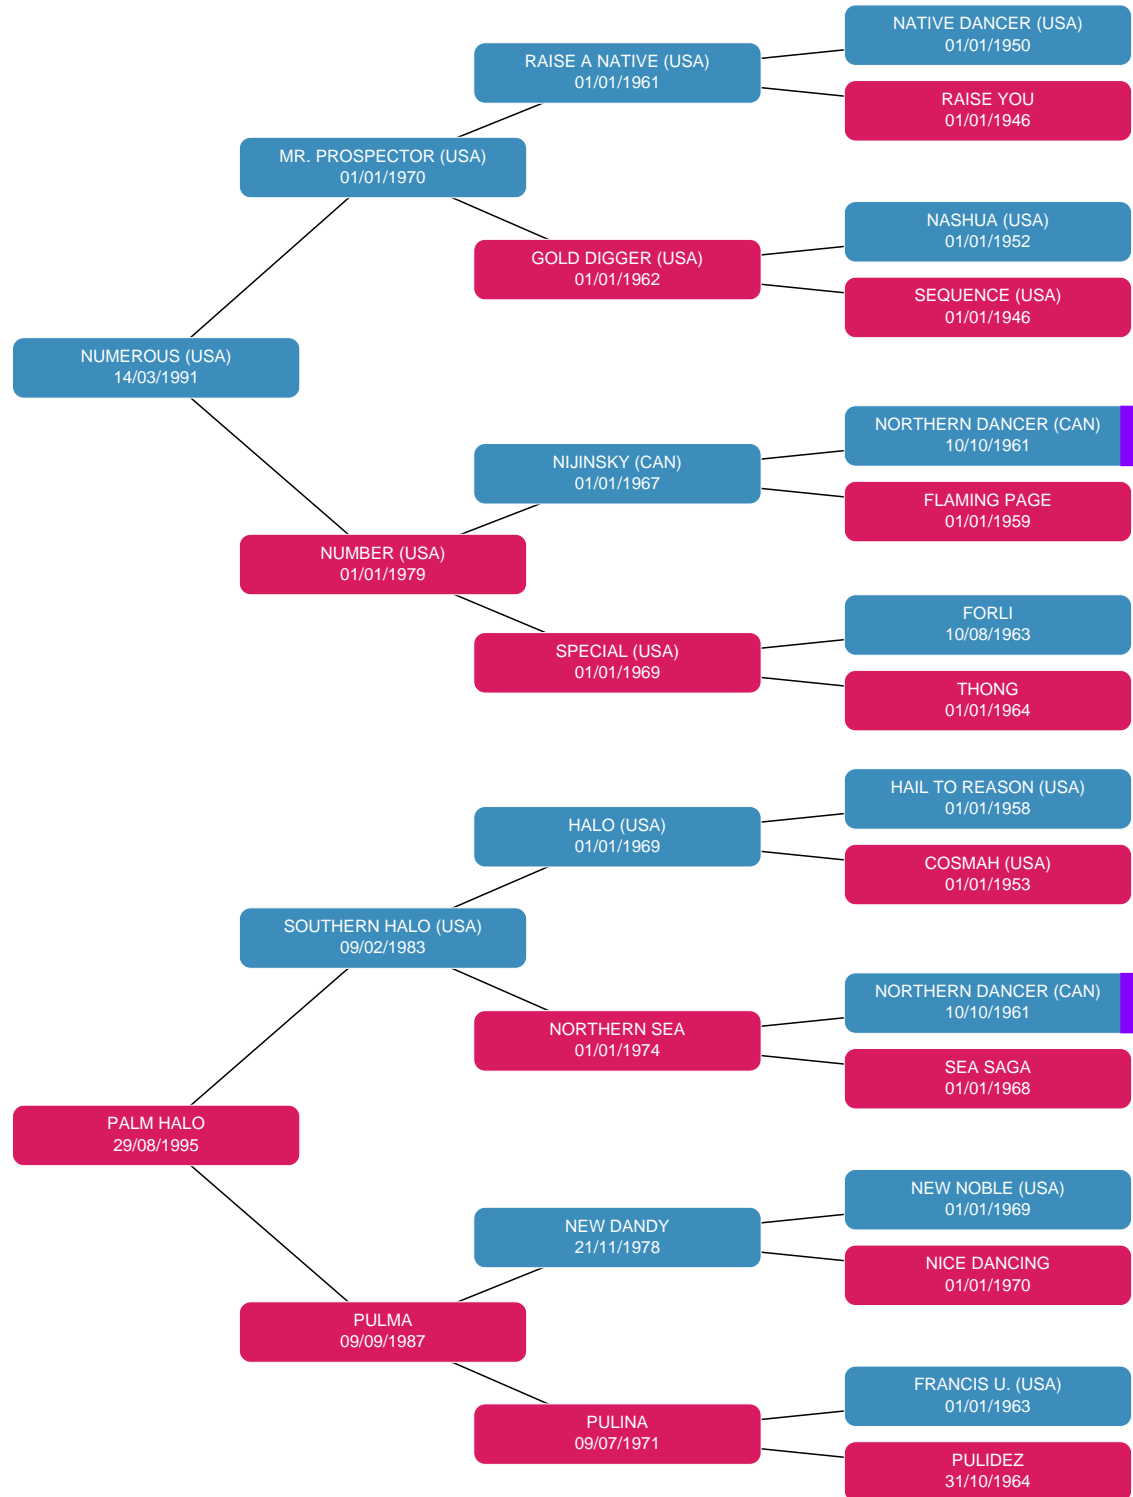 NATIVE DANCER (USA)
01/01/1950
RAISE A NATIVE (USA)
01/01/1961
RAISE YOU
01/01/1946
MR. PROSPECTOR (USA)
01/01/1970
NASHUA (USA)
01/01/1952
GOLD DIGGER (USA)
01/01/1962
SEQUENCE (USA)
01/01/1946
NUMEROUS (USA)
14/03/1991
NORTHERN DANCER (CAN)
10/10/1961
NIJINSKY (CAN)
01/01/1967
FLAMING PAGE
01/01/1959
NUMBER (USA)
01/01/1979
FORLI
10/08/1963
SPECIAL (USA)
01/01/1969
THONG
01/01/1964
HAIL TO REASON (USA)
01/01/1958
HALO (USA)
01/01/1969
COSMAH (USA)
01/01/1953
SOUTHERN HALO (USA)
09/02/1983
NORTHERN DANCER (CAN)
10/10/1961
NORTHERN SEA
01/01/1974
SEA SAGA
01/01/1968
PALM HALO
29/08/1995
NEW NOBLE (USA)
01/01/1969
NEW DANDY
21/11/1978
NICE DANCING
01/01/1970
PULMA
09/09/1987
FRANCIS U. (USA)
01/01/1963
PULINA
09/07/1971
PULIDEZ
31/10/1964